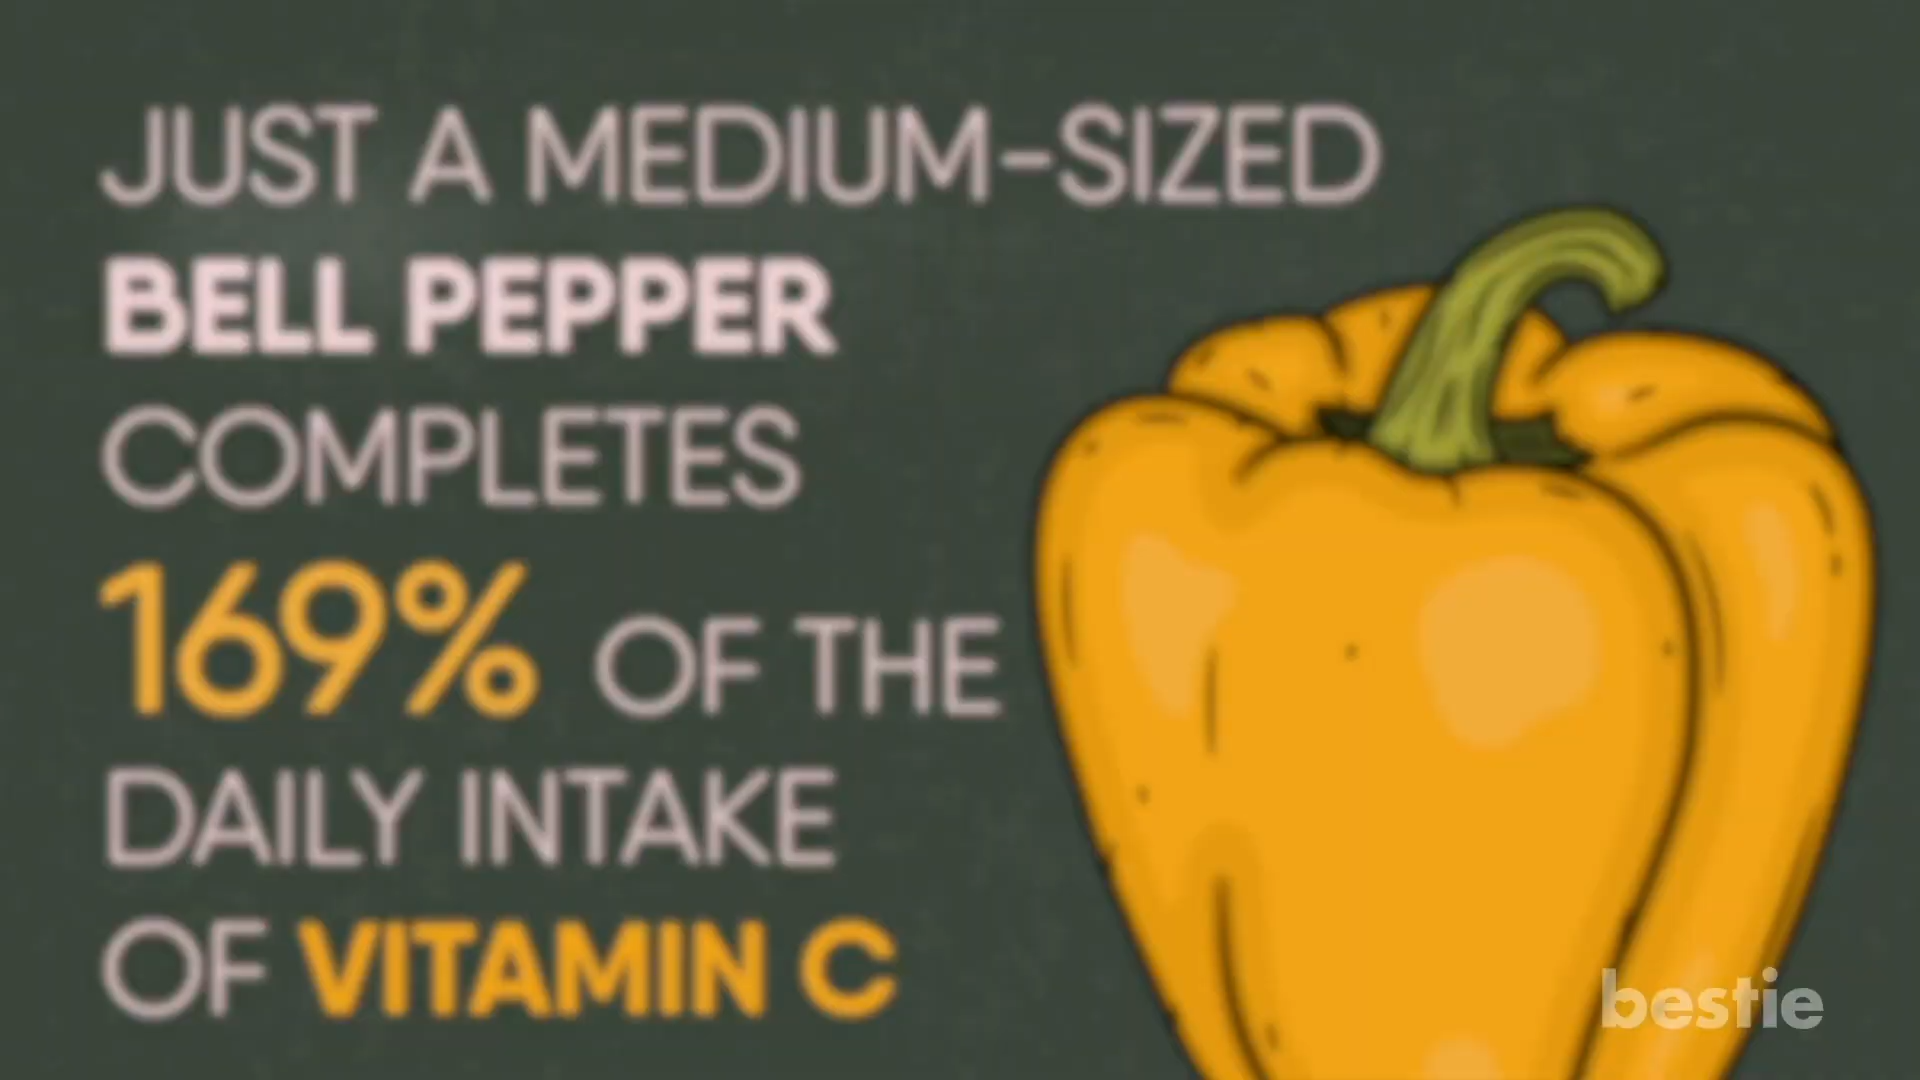 JUST A MEDIUM-SIZED
BELL PEPPER
COMPLETES
169% OF THE
DAILY INTAKE
OF VITAMIN C
bestie